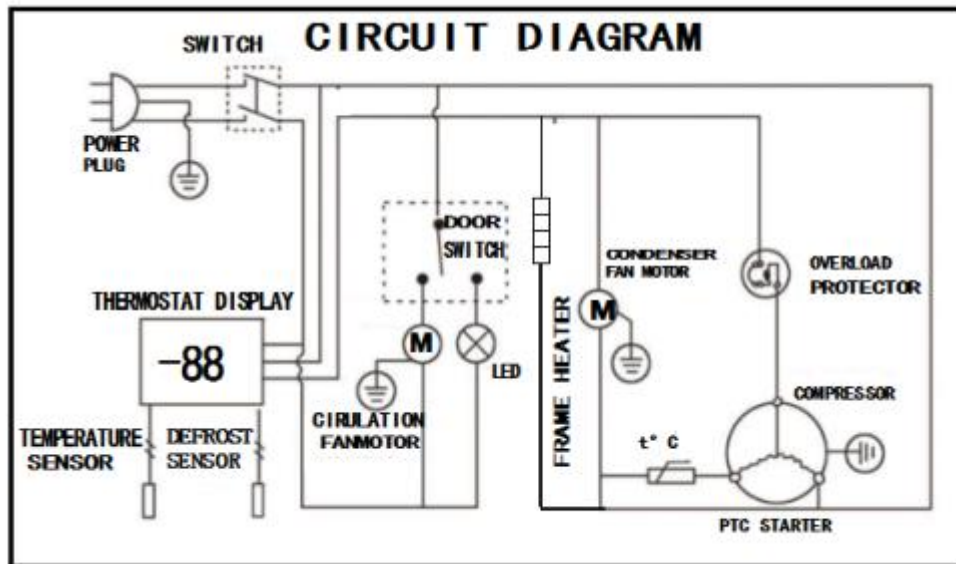 CIRCUIT DIAGRAM
SWITCH
POWER
PLUG
DOOR
SWITCH
CONDENSER
FAN MOTOR
OVERLOAD
PROTECTOR
THERMOSTAT DISPLAY
-88
M
M
LED
FRAME HEATER
CIRULATION
FANMOTOR
COMPRESSOR
TEMPERATURE
SENSOR
DEFROST
SENSOR
t° C
PTC STARTER